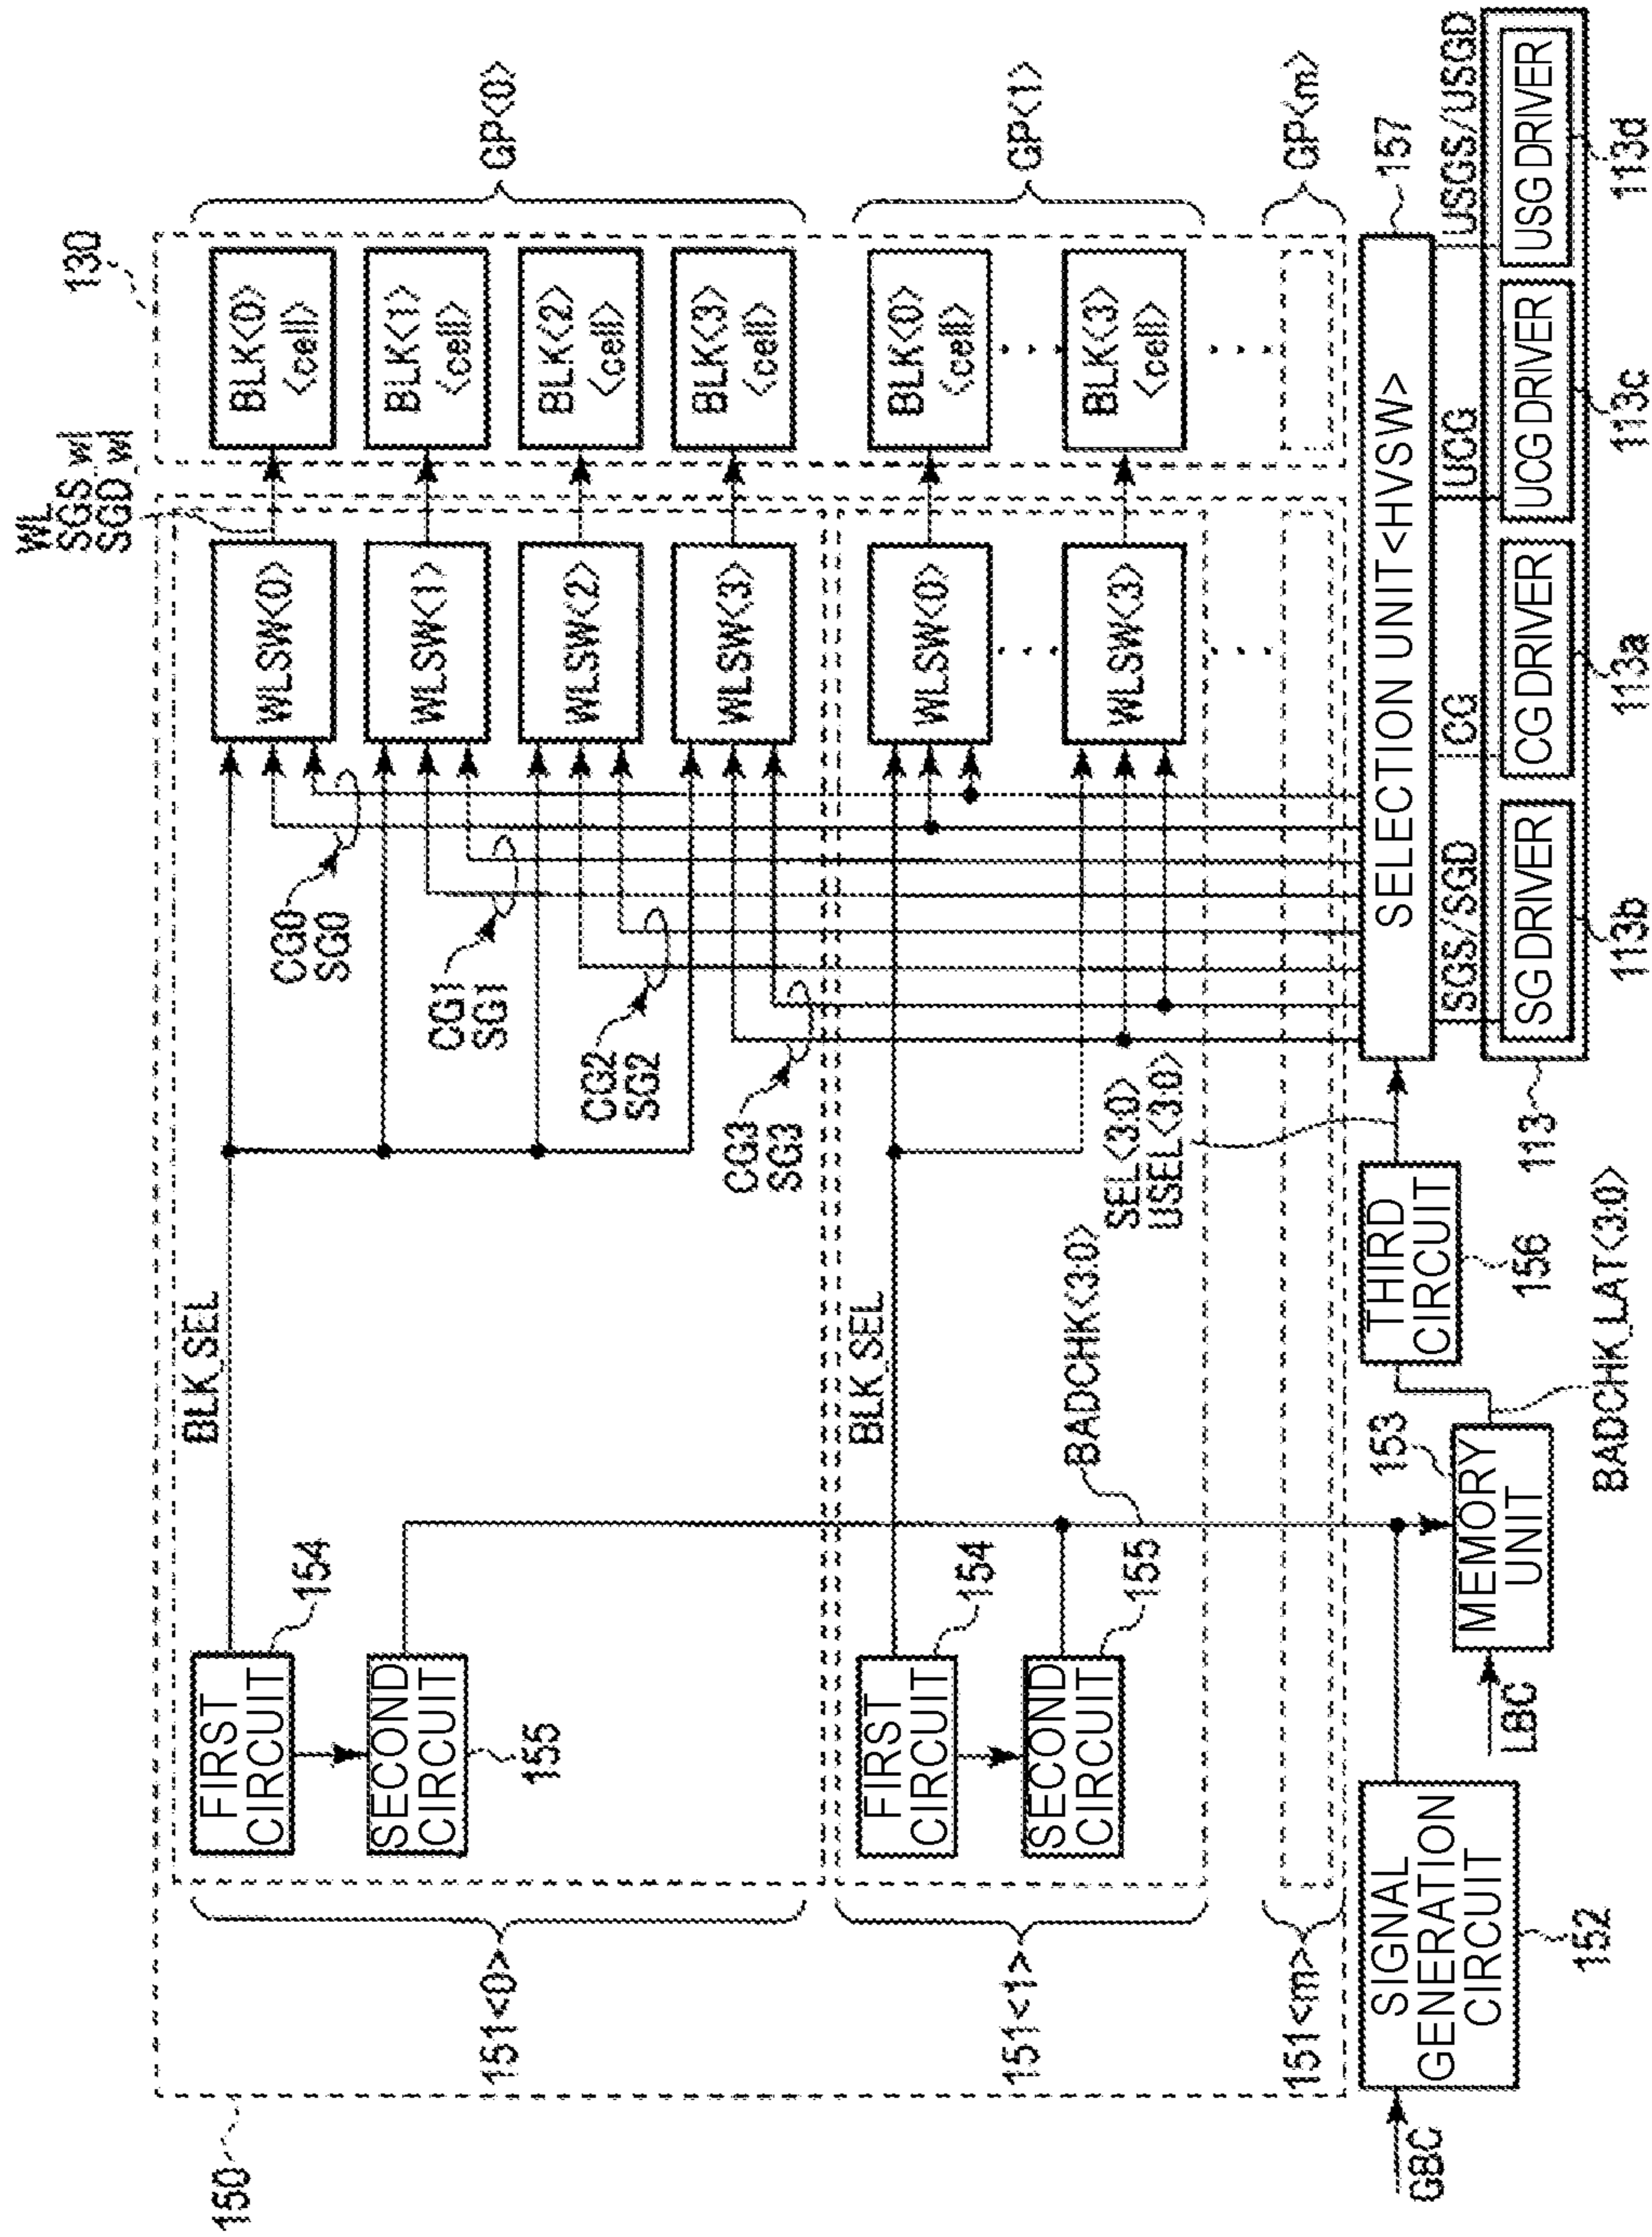 150
130
WL
SGS_wl
SGD_wl
151<0>
151<1>
151<m>
FIRST
CIRCUIT
154
SECOND
CIRCUIT
155
BLK_SEL
CG0
SG0
CG1
SG1
CG2
SG2
CG3
SG3
WLSW<0>
WLSW<1>
WLSW<2>
WLSW<3>
BLK<0>
<cell>
BLK<1>
<cell>
BLK<2>
<cell>
BLK<3>
<cell>
GP<0>
FIRST
CIRCUIT
154
SECOND
CIRCUIT
155
BLK_SEL
BADCHK<3:0>
SEL<3:0>
USEL<3:0>
WLSW<0>
WLSW<3>
BLK<0>
<cell>
BLK<3>
<cell>
GP<1>
GP<m>
GBC
SIGNAL
GENERATION
CIRCUIT
152
LBC
MEMORY
UNIT
153
BADCHK_LAT<3:0>
THIRD
CIRCUIT
156
SELECTION UNIT<HVSW>
157
SGS/SGD
CG
UCG
USGS/USGD
113
SG DRIVER
CG DRIVER
UCG DRIVER
USG DRIVER
113b
113a
113c
113d